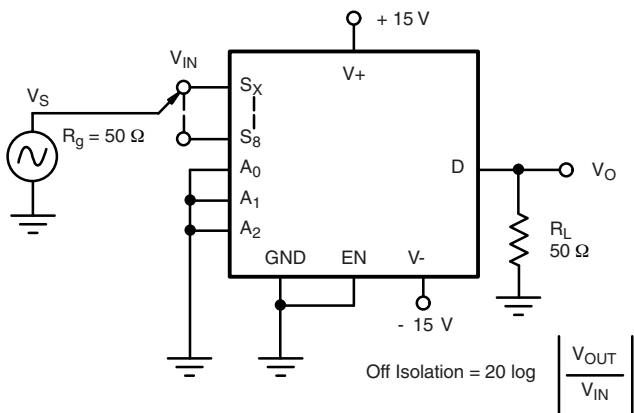 + 15 V
V+
V_IN
V_S
R_g = 50 Ω
S_X
S_8
A_0
A_1
A_2
D
V_O
R_L
50 Ω
GND
EN
V-
- 15 V
Off Isolation = 20 log
V_OUT
V_IN